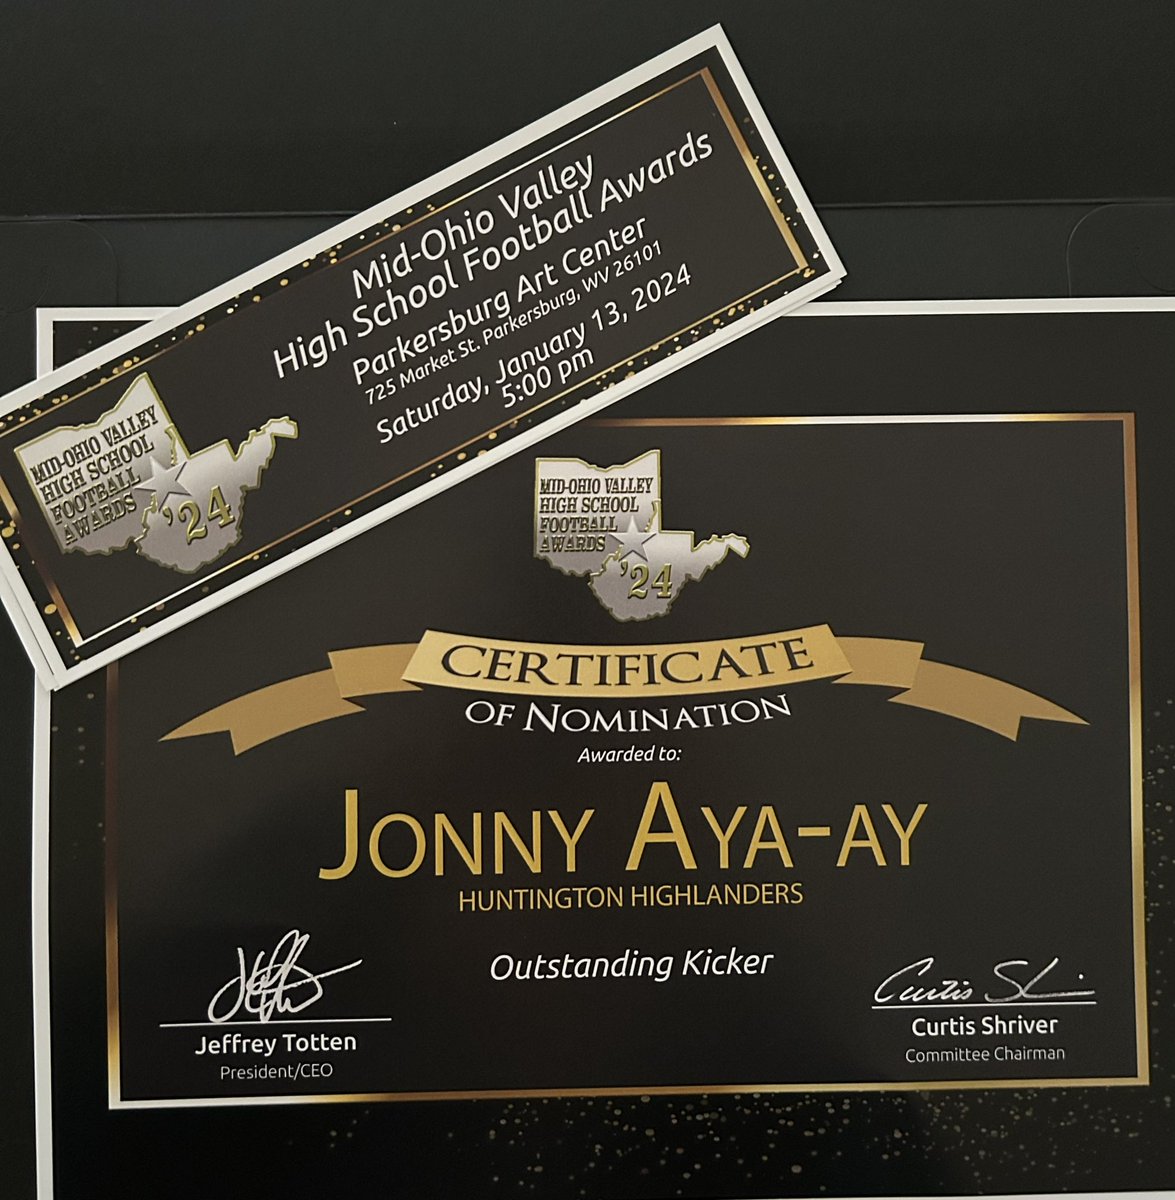 Mid-Ohio Valley
High School Football Awards
Parkersburg Art Center
725 Market St. Parkersburg, WV 26101
Saturday, January 13, 2024
5:00 pm
MID-OHIO VALLEY
HIGH SCHOOL
FOOTBALL
AWARDS
'24
MID-OHIO VALLEY
HIGH SCHOOL
FOOTBALL
AWARDS
'24
CERTIFICATE
OF NOMINATION
Awarded to:
JONNY AYA-AY
HUNTINGTON HIGHLANDERS
Outstanding Kicker
Curtis Sh
Jeffrey Totten
President/CEO
Curtis Shriver
Committee Chairman